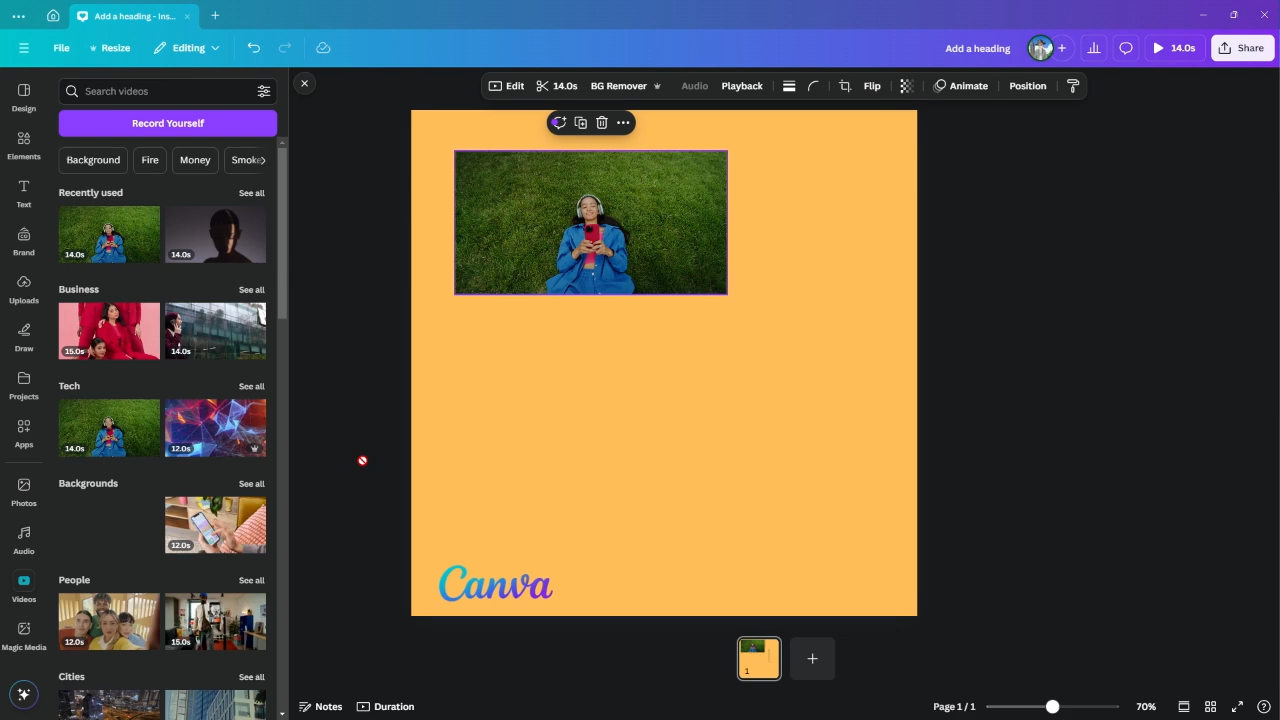 Add a heading - Ins...
File
Resize
Editing
Add a heading
14.0s
Share
Design
Elements
Text
Brand
Uploads
Draw
Projects
Apps
Photos
Audio
Videos
Magic Media
Search videos
Record Yourself
Background
Fire
Money
Smoke
Recently used
See all
14.0s
14.0s
Business
See all
15.0s
14.0s
Tech
See all
14.0s
12.0s
Backgrounds
See all
12.0s
People
See all
12.0s
15.0s
Cities
See all
Edit
14.0s
BG Remover
Audio
Playback
Flip
Animate
Position
Canva
1
Notes
Duration
Page 1 / 1
70%